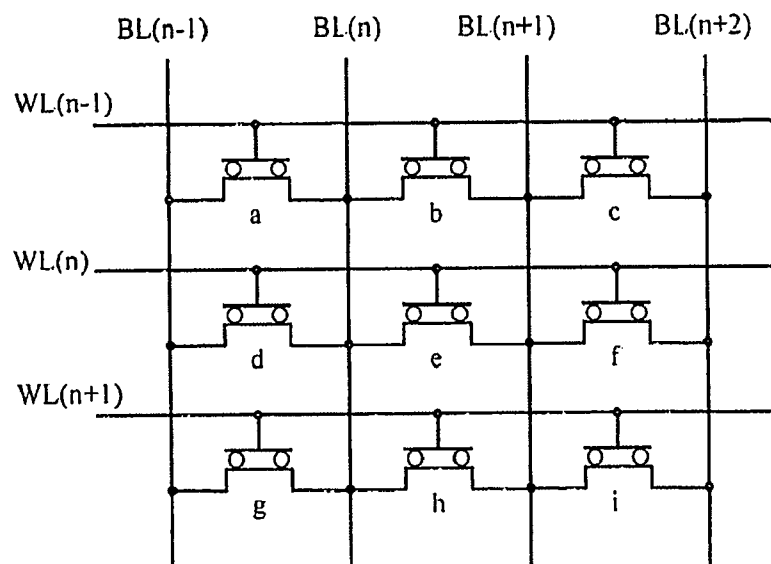 BL(n-1) BL(n) BL(n+1) BL(n+2)
WL(n-1)
a b c
WL(n)
d e f
WL(n+1)
g h i